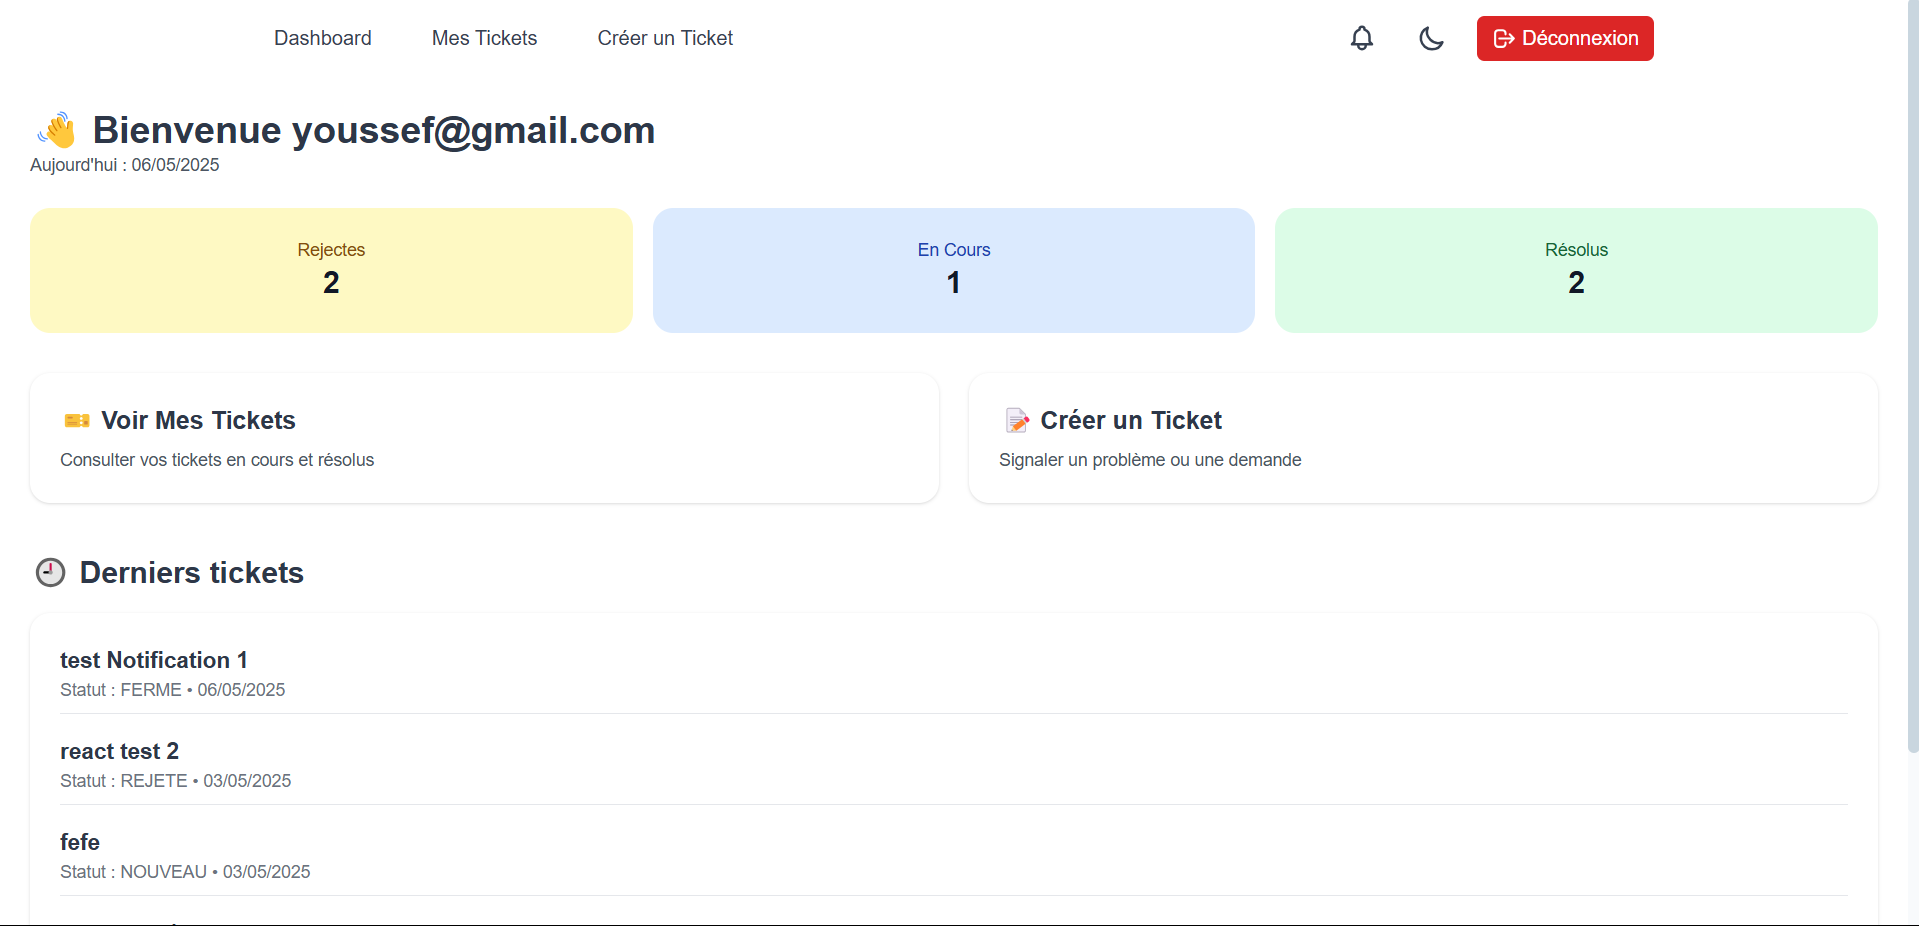 Dashboard Mes Tickets Créer un Ticket Déconnexion
Bienvenue youssef@gmail.com
Aujourd'hui : 06/05/2025
Rejectes En Cours Résolus
2 1 2
Voir Mes Tickets
Consulter vos tickets en cours et résolus
Créer un Ticket
Signaler un problème ou une demande
Derniers tickets
test Notification 1
Statut : FERME • 06/05/2025
react test 2
Statut : REJETE • 03/05/2025
fefe
Statut : NOUVEAU • 03/05/2025